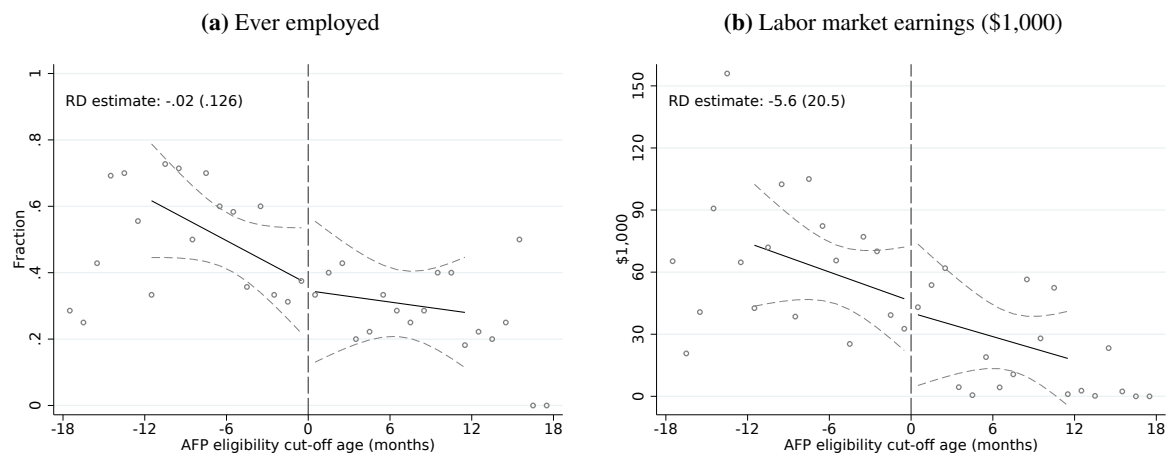 (a) Ever employed
RD estimate: -.02 (.126)
Fraction
1
.8
.6
.4
.2
0
-18 -12 -6 0 6 12 18
AFP eligibility cut-off age (months)
(b) Labor market earnings ($1,000)
RD estimate: -5.6 (20.5)
$1,000
150
120
90
60
30
0
-18 -12 -6 0 6 12 18
AFP eligibility cut-off age (months)